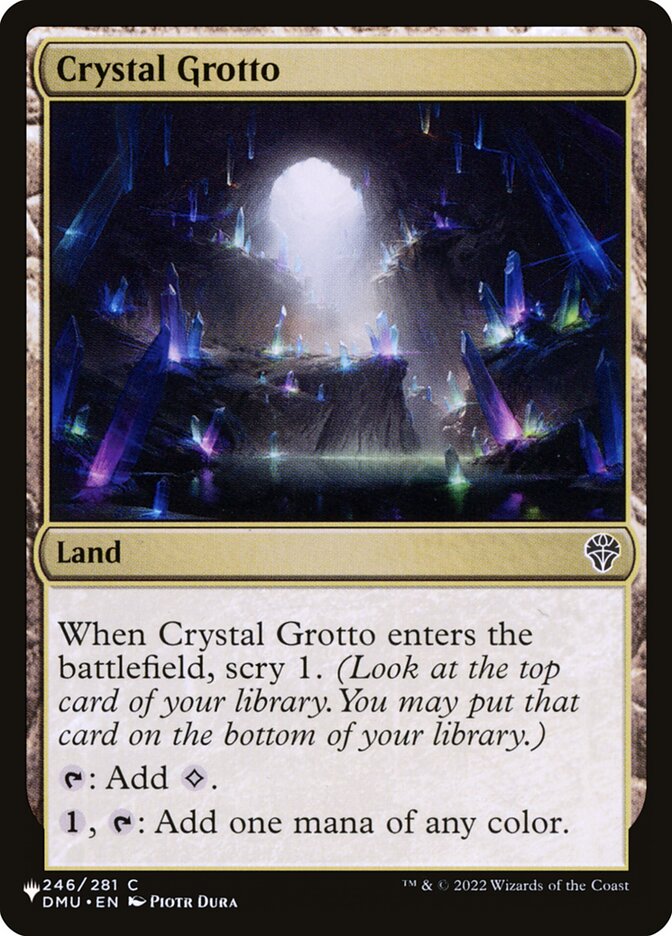 Crystal Grotto
Land
When Crystal Grotto enters the
battlefield, scry 1. (Look at the top
card of your library. You may put that
card on the bottom of your library.)
: Add .
1, : Add one mana of any color.
246/281 C
DMU • EN Piotr Dura
™ & © 2022 Wizards of the Coast